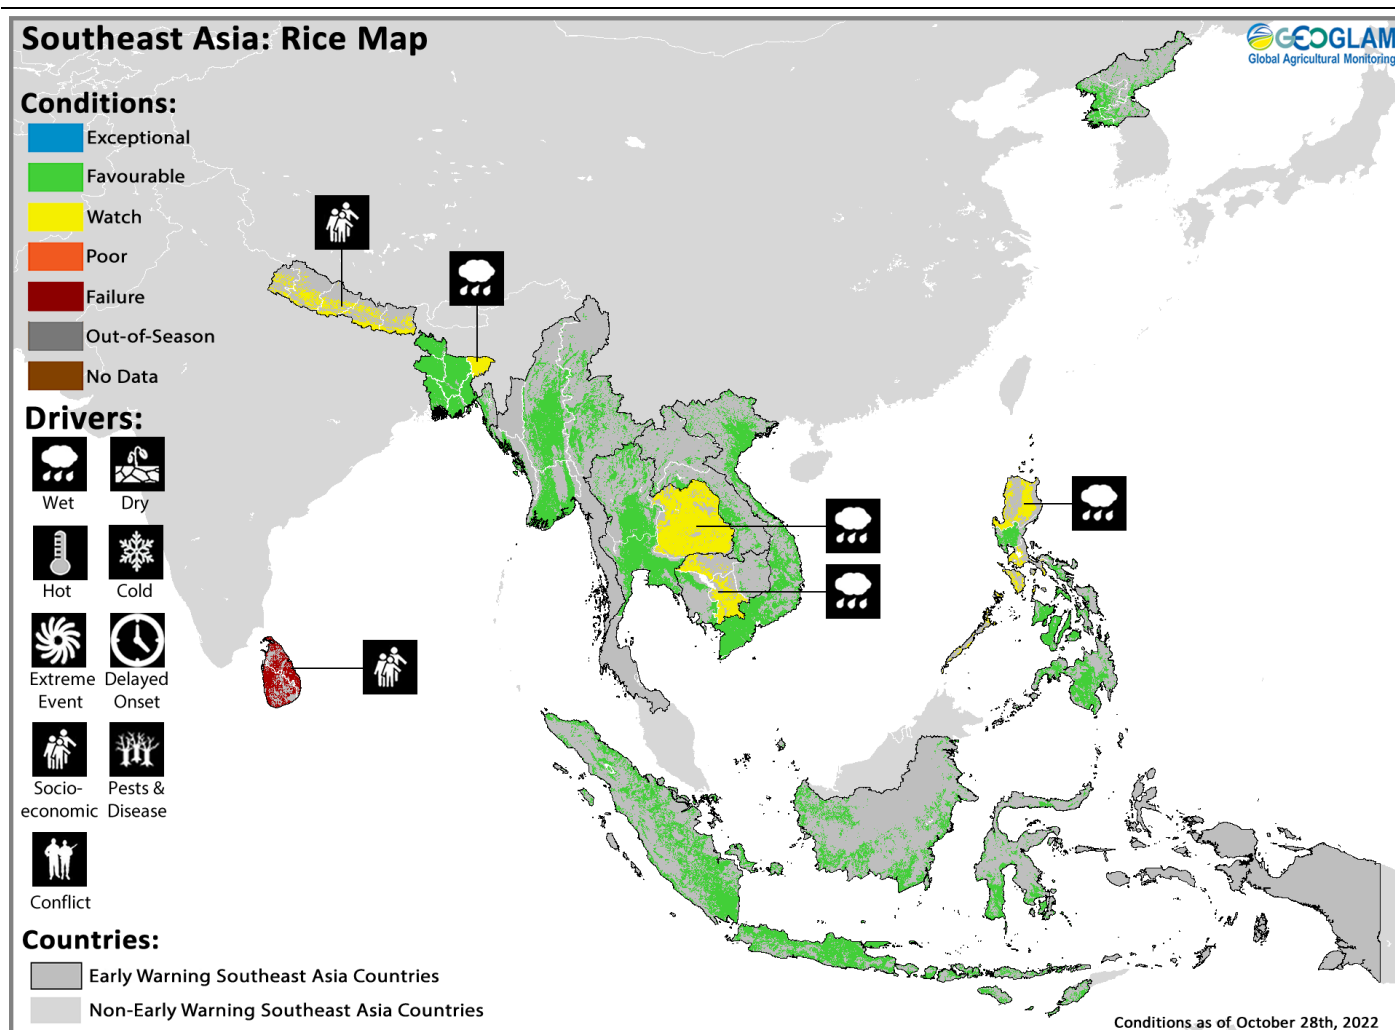 Southeast Asia: Rice Map
GEOGLAM
Global Agricultural Monitoring
Conditions:
Exceptional
Favourable
Watch
Poor
Failure
Out-of-Season
No Data
Drivers:
Wet
Dry
Hot
Cold
Extreme
Event
Delayed
Onset
Socio-
economic
Pests &
Disease
Conflict
Countries:
Early Warning Southeast Asia Countries
Non-Early Warning Southeast Asia Countries
Conditions as of October 28th, 2022